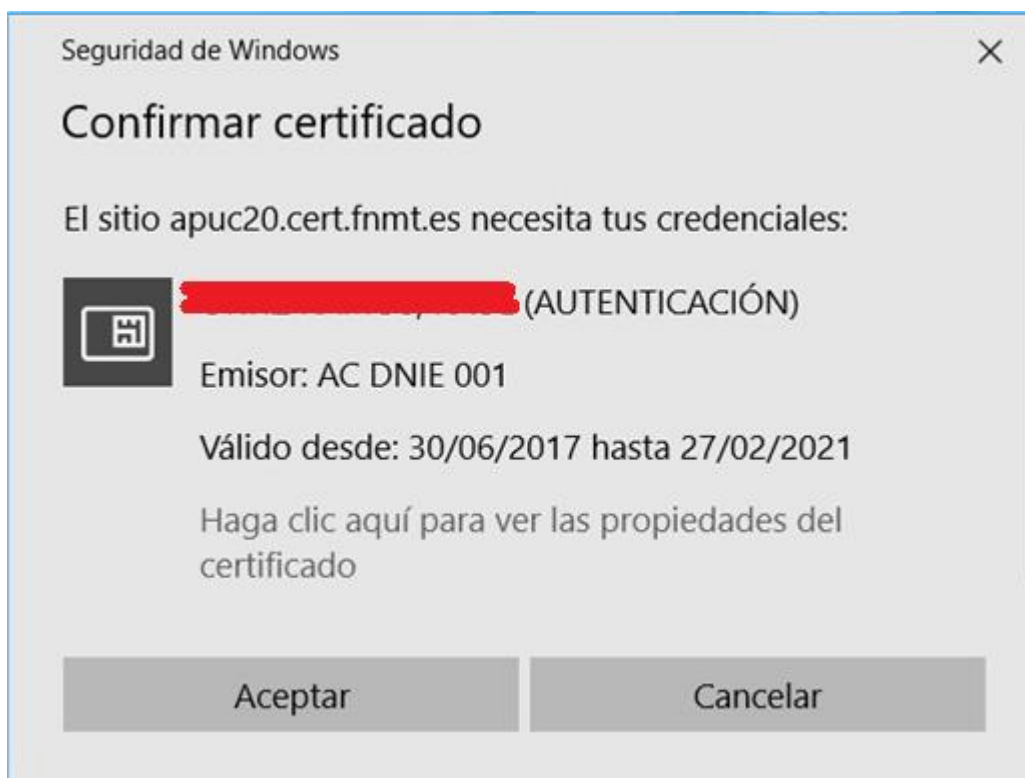 Seguridad de Windows
Confirmar certificado
El sitio apuc20.cert.fnmt.es necesita tus credenciales:
(AUTENTICACIÓN)
Emisor: AC DNIE 001
Válido desde: 30/06/2017 hasta 27/02/2021
Haga clic aquí para ver las propiedades del
certificado
Aceptar
Cancelar